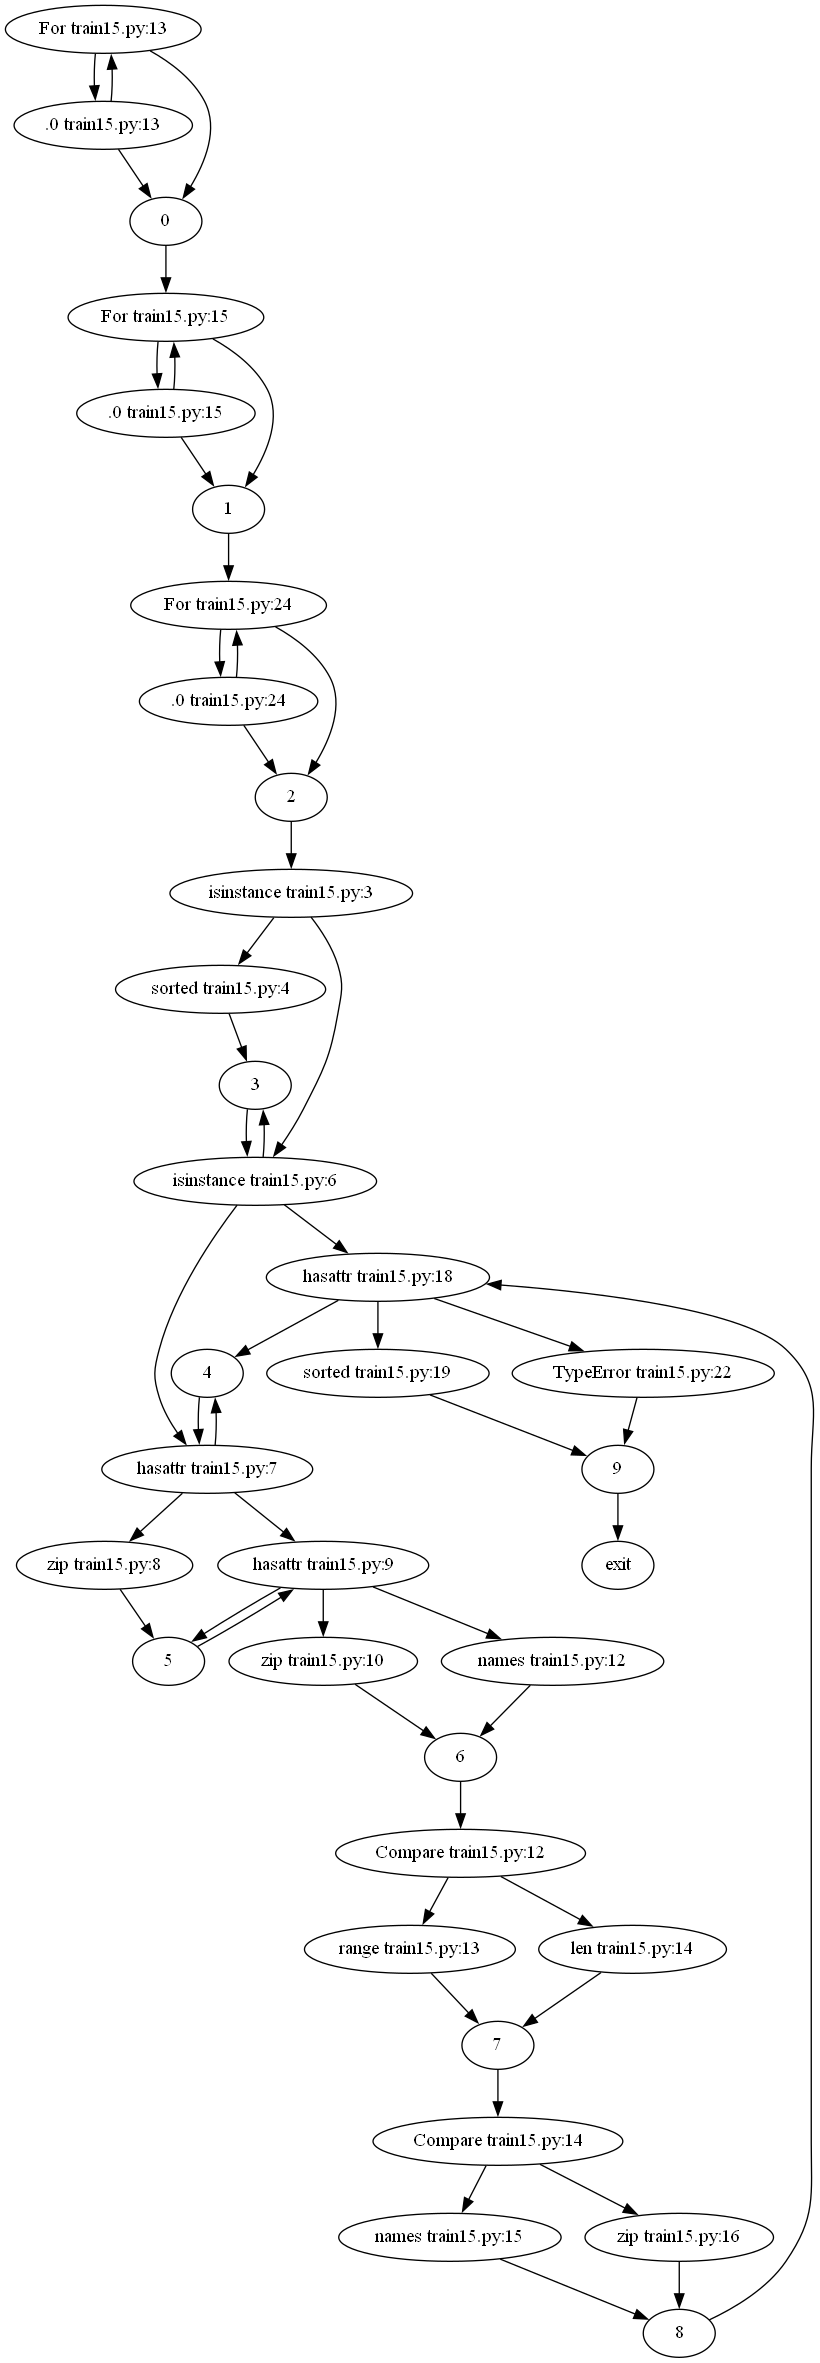 For train15.py:13
.0 train15.py:13
0
For train15.py:15
.0 train15.py:15
1
For train15.py:24
.0 train15.py:24
2
isinstance train15.py:3
sorted train15.py:4
3
isinstance train15.py:6
hasattr train15.py:18
4
sorted train15.py:19
TypeError train15.py:22
hasattr train15.py:7
9
zip train15.py:8
hasattr train15.py:9
exit
5
zip train15.py:10
names train15.py:12
6
Compare train15.py:12
range train15.py:13
len train15.py:14
7
Compare train15.py:14
names train15.py:15
zip train15.py:16
8